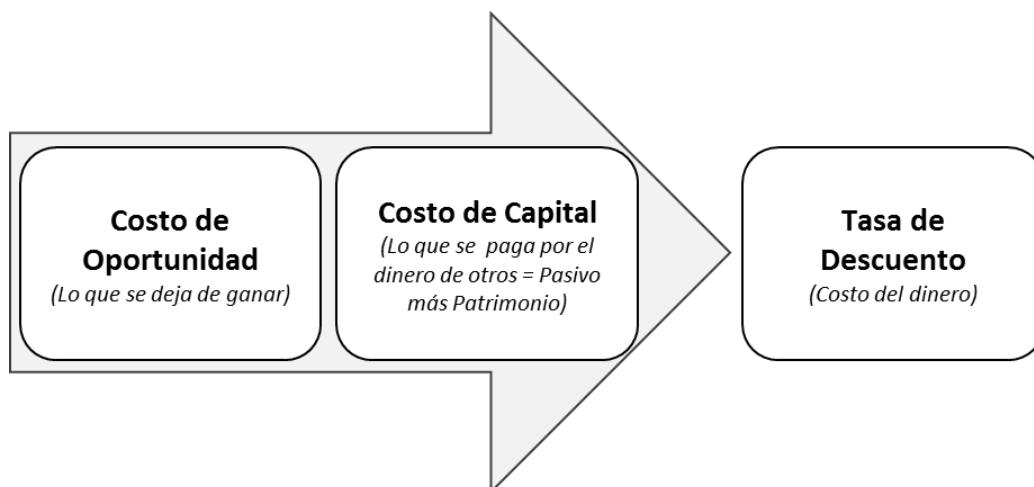 Costo de
Oportunidad
(Lo que se deja de ganar)
Costo de Capital
(Lo que se paga por el
dinero de otros = Pasivo
más Patrimonio)
Tasa de
Descuento
(Costo del dinero)